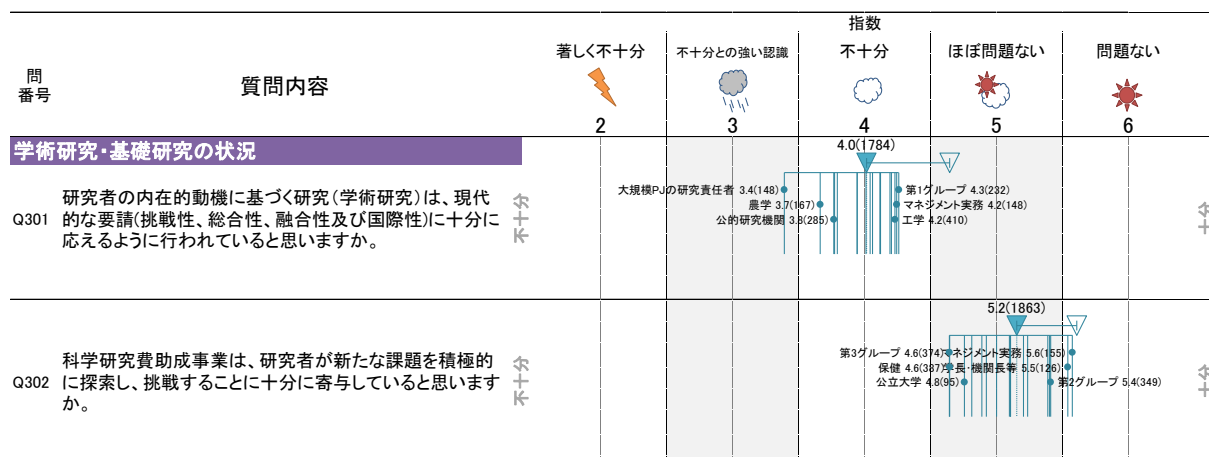 指数
著しく不十分
不十分との強い認識
不十分
ほぼ問題ない
問題ない
問
番号
質問内容
2
3
4
5
6
学術研究・基礎研究の状況
4.0(1784)
Q301
研究者の内在的動機に基づく研究(学術研究)は、現代
的な要請(挑戦性、総合性、融合性及び国際性)に十分に
応えるように行われていると思いますか。
不十分
大規模PJの研究責任者 3.4(148)
農学 3.7(167)
公的研究機関 3.8(285)
第1グループ 4.3(232)
マネジメント実務 4.2(148)
工学 4.2(410)
十分
5.2(1863)
Q302
科学研究費助成事業は、研究者が新たな課題を積極的
に探索し、挑戦することに十分に寄与していると思います
か。
不十分
第3グループ 4.6(374)
マネジメント実務 5.6(155)
保健 4.6(387)
学長・機関長等 5.5(126)
公立大学 4.8(95)
第2グループ 5.4(349)
十分